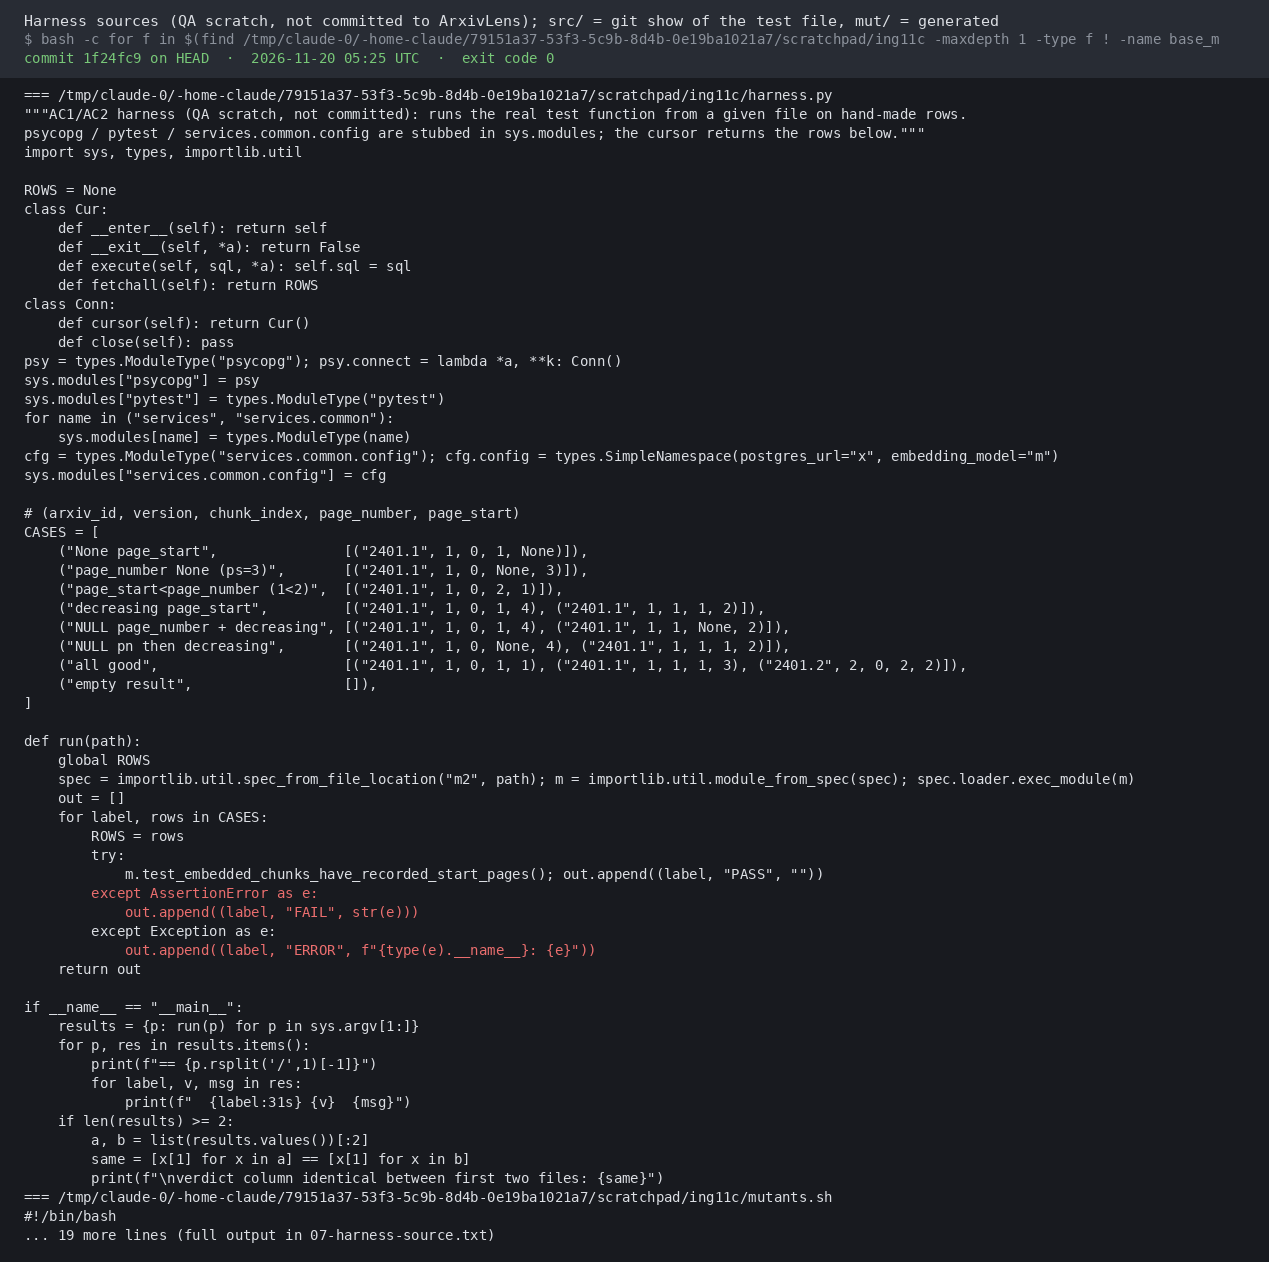 Harness sources (QA scratch, not committed to ArxivLens); src/ = git show of the test file, mut/ = generated
$ bash -c for f in $(find /tmp/claude-0/-home-claude/79151a37-53f3-5c9b-8d4b-0e19ba1021a7/scratchpad/ing11c -maxdepth 1 -type f ! -name base_m
commit 1f24fc9 on HEAD  ·  2026-11-20 05:25 UTC  ·  exit code 0
=== /tmp/claude-0/-home-claude/79151a37-53f3-5c9b-8d4b-0e19ba1021a7/scratchpad/ing11c/harness.py
"""AC1/AC2 harness (QA scratch, not committed): runs the real test function from a given file on hand-made rows.
psycopg / pytest / services.common.config are stubbed in sys.modules; the cursor returns the rows below."""
import sys, types, importlib.util

ROWS = None
class Cur:
    def __enter__(self): return self
    def __exit__(self, *a): return False
    def execute(self, sql, *a): self.sql = sql
    def fetchall(self): return ROWS
class Conn:
    def cursor(self): return Cur()
    def close(self): pass
psy = types.ModuleType("psycopg"); psy.connect = lambda *a, **k: Conn()
sys.modules["psycopg"] = psy
sys.modules["pytest"] = types.ModuleType("pytest")
for name in ("services", "services.common"):
    sys.modules[name] = types.ModuleType(name)
cfg = types.ModuleType("services.common.config"); cfg.config = types.SimpleNamespace(postgres_url="x", embedding_model="m")
sys.modules["services.common.config"] = cfg

# (arxiv_id, version, chunk_index, page_number, page_start)
CASES = [
    ("None page_start",               [("2401.1", 1, 0, 1, None)]),
    ("page_number None (ps=3)",       [("2401.1", 1, 0, None, 3)]),
    ("page_start<page_number (1<2)",  [("2401.1", 1, 0, 2, 1)]),
    ("decreasing page_start",         [("2401.1", 1, 0, 1, 4), ("2401.1", 1, 1, 1, 2)]),
    ("NULL page_number + decreasing", [("2401.1", 1, 0, 1, 4), ("2401.1", 1, 1, None, 2)]),
    ("NULL pn then decreasing",       [("2401.1", 1, 0, None, 4), ("2401.1", 1, 1, 1, 2)]),
    ("all good",                      [("2401.1", 1, 0, 1, 1), ("2401.1", 1, 1, 1, 3), ("2401.2", 2, 0, 2, 2)]),
    ("empty result",                  []),
]

def run(path):
    global ROWS
    spec = importlib.util.spec_from_file_location("m2", path); m = importlib.util.module_from_spec(spec); spec.loader.exec_module(m)
    out = []
    for label, rows in CASES:
        ROWS = rows
        try:
            m.test_embedded_chunks_have_recorded_start_pages(); out.append((label, "PASS", ""))
        except AssertionError as e:
            out.append((label, "FAIL", str(e)))
        except Exception as e:
            out.append((label, "ERROR", f"{type(e).__name__}: {e}"))
    return out

if __name__ == "__main__":
    results = {p: run(p) for p in sys.argv[1:]}
    for p, res in results.items():
        print(f"== {p.rsplit('/',1)[-1]}")
        for label, v, msg in res:
            print(f"  {label:31s} {v}  {msg}")
    if len(results) >= 2:
        a, b = list(results.values())[:2]
        same = [x[1] for x in a] == [x[1] for x in b]
        print(f"\nverdict column identical between first two files: {same}")
=== /tmp/claude-0/-home-claude/79151a37-53f3-5c9b-8d4b-0e19ba1021a7/scratchpad/ing11c/mutants.sh
#!/bin/bash
... 19 more lines (full output in 07-harness-source.txt)